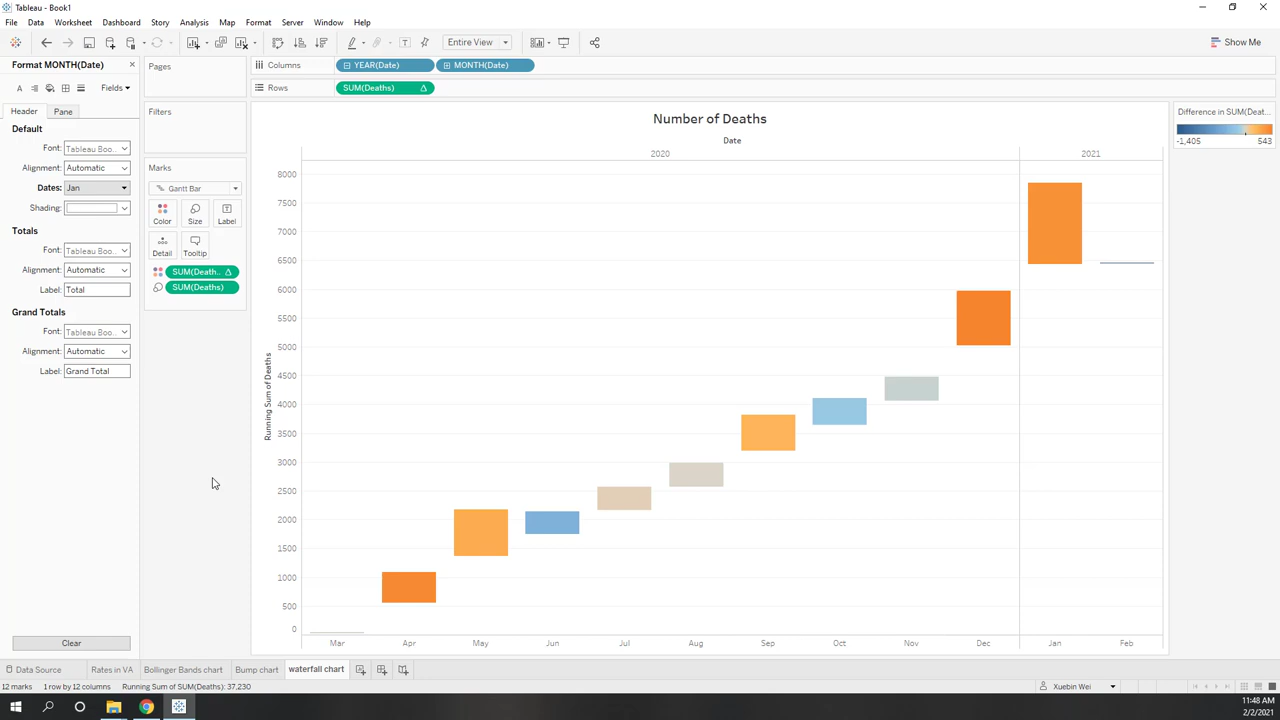 Tableau - Book1
File Data Worksheet Dashboard Story Analysis Map Format Server Window Help
Entire View
Show Me
Format MONTH(Date)
Fields
Header Pane
Default
Font: Tableau Boo..
Alignment: Automatic
Dates: Jan
Shading:
Totals
Font: Tableau Boo..
Alignment: Automatic
Label: Total
Grand Totals
Font: Tableau Boo..
Alignment: Automatic
Label: Grand Total
Clear
Pages
Filters
Marks
Gantt Bar
Color Size Label
Detail Tooltip
SUM(Death..
SUM(Deaths)
Columns YEAR(Date) MONTH(Date)
Rows SUM(Deaths)
Number of Deaths
Date
2020 2021
Running Sum of Deaths
8000
7500
7000
6500
6000
5500
5000
4500
4000
3500
3000
2500
2000
1500
1000
500
0
Mar Apr May Jun Jul Aug Sep Oct Nov Dec Jan Feb
Difference in SUM(Deat...
-1,405 543
Data Source Rates in VA Bollinger Bands chart Bump chart waterfall chart
12 marks 1 row by 12 columns Running Sum of SUM(Deaths): 37,230
Xuebin Wei
11:48 AM
2/2/2021